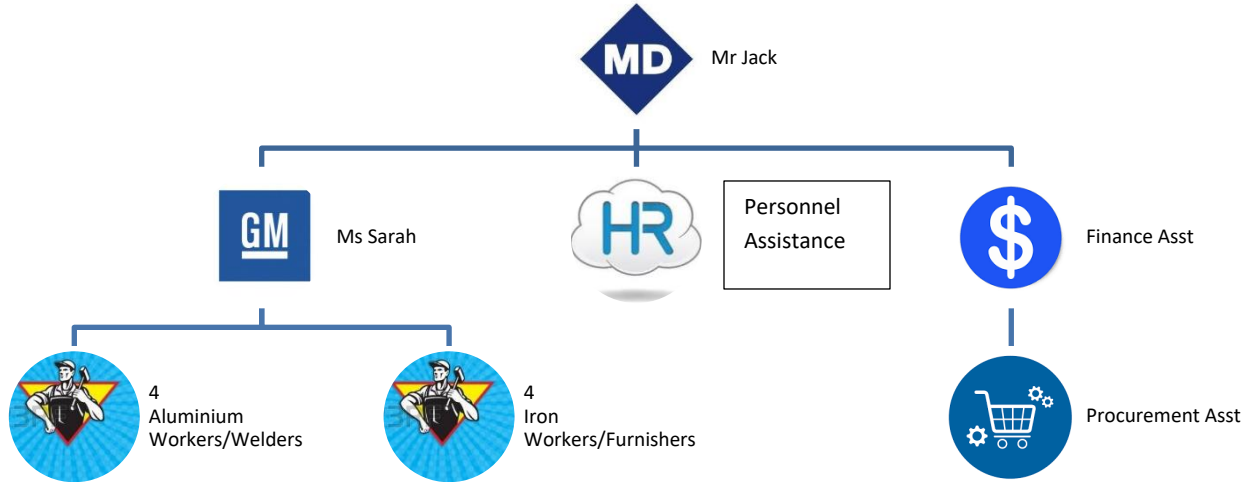 MD
Mr Jack
GM
Ms Sarah
HR
Personnel
Assistance
$
Finance Asst
4
Aluminium
Workers/Welders
4
Iron
Workers/Furnishers
Procurement Asst